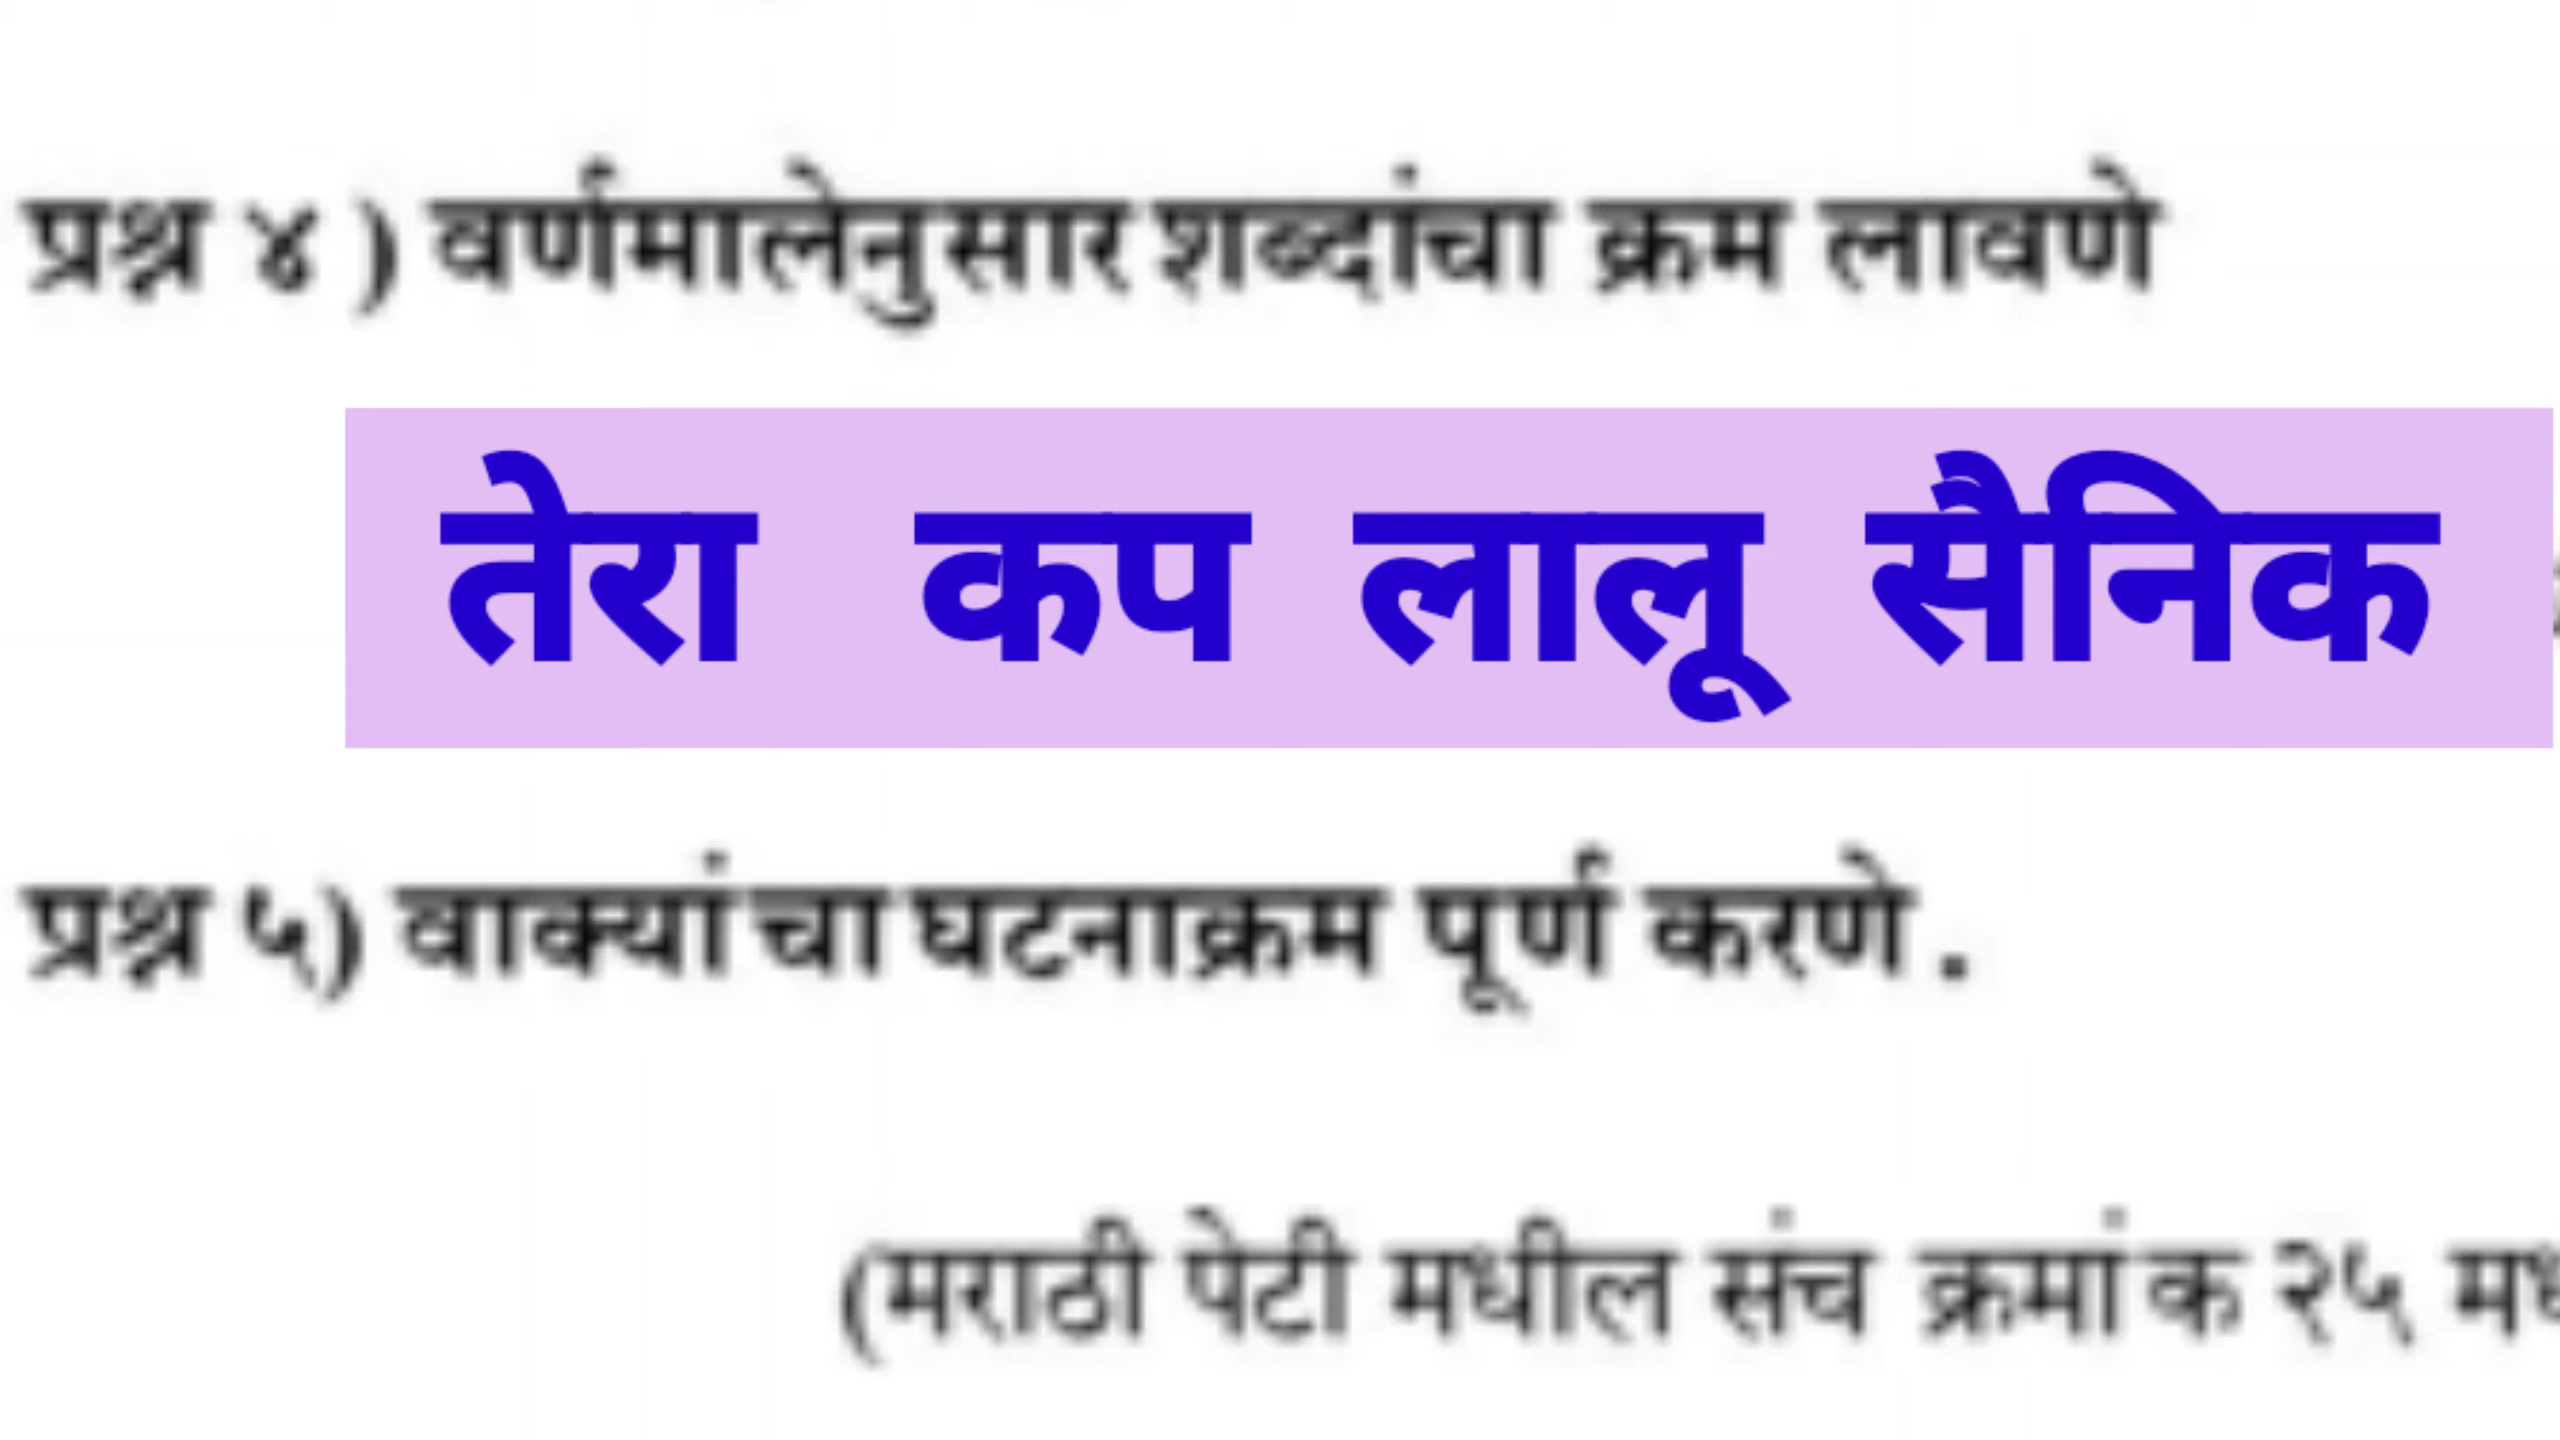 प्रश्न ४ ) वर्णमालेनुसार शब्दांचा क्रम लावणे
तेरा कप लालू सैनिक
प्रश्न ५) वाक्यांचा घटनाक्रम पूर्ण करणे .
(मराठी पेटी मधील संच क्रमांक २५